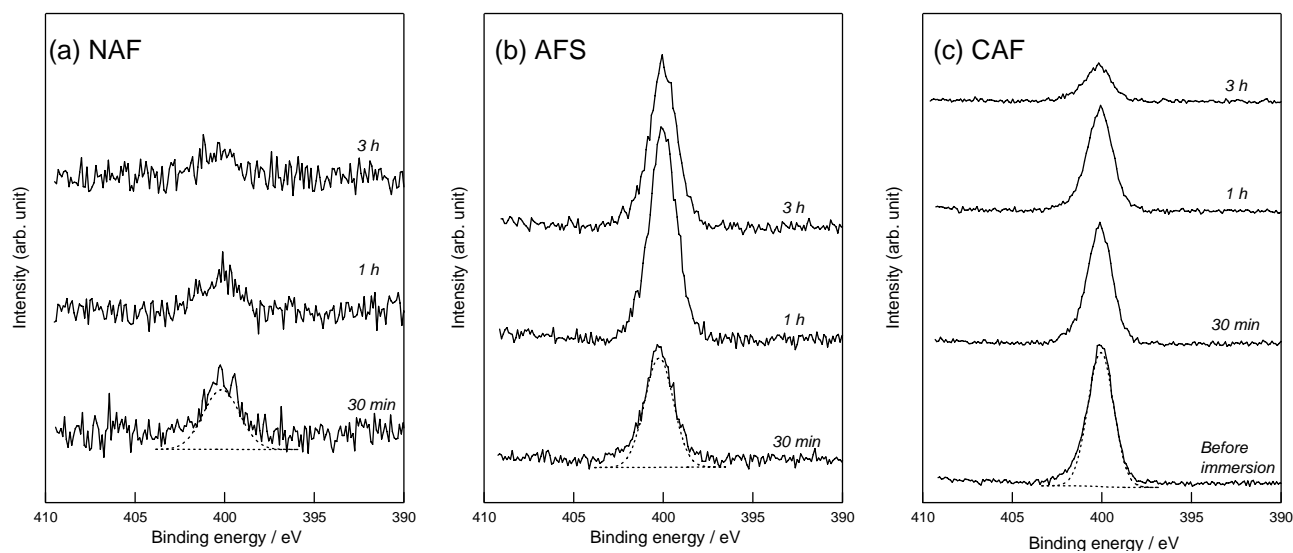 (a) NAF
3 h
1 h
30 min
Intensity (arb. unit)
410 405 400 395 390
Binding energy / eV
(b) AFS
3 h
1 h
30 min
Intensity (arb. unit)
410 405 400 395 390
Binding energy / eV
(c) CAF
3 h
1 h
30 min
Before
immersion
Intensity (arb. unit)
410 405 400 395 390
Binding energy / eV